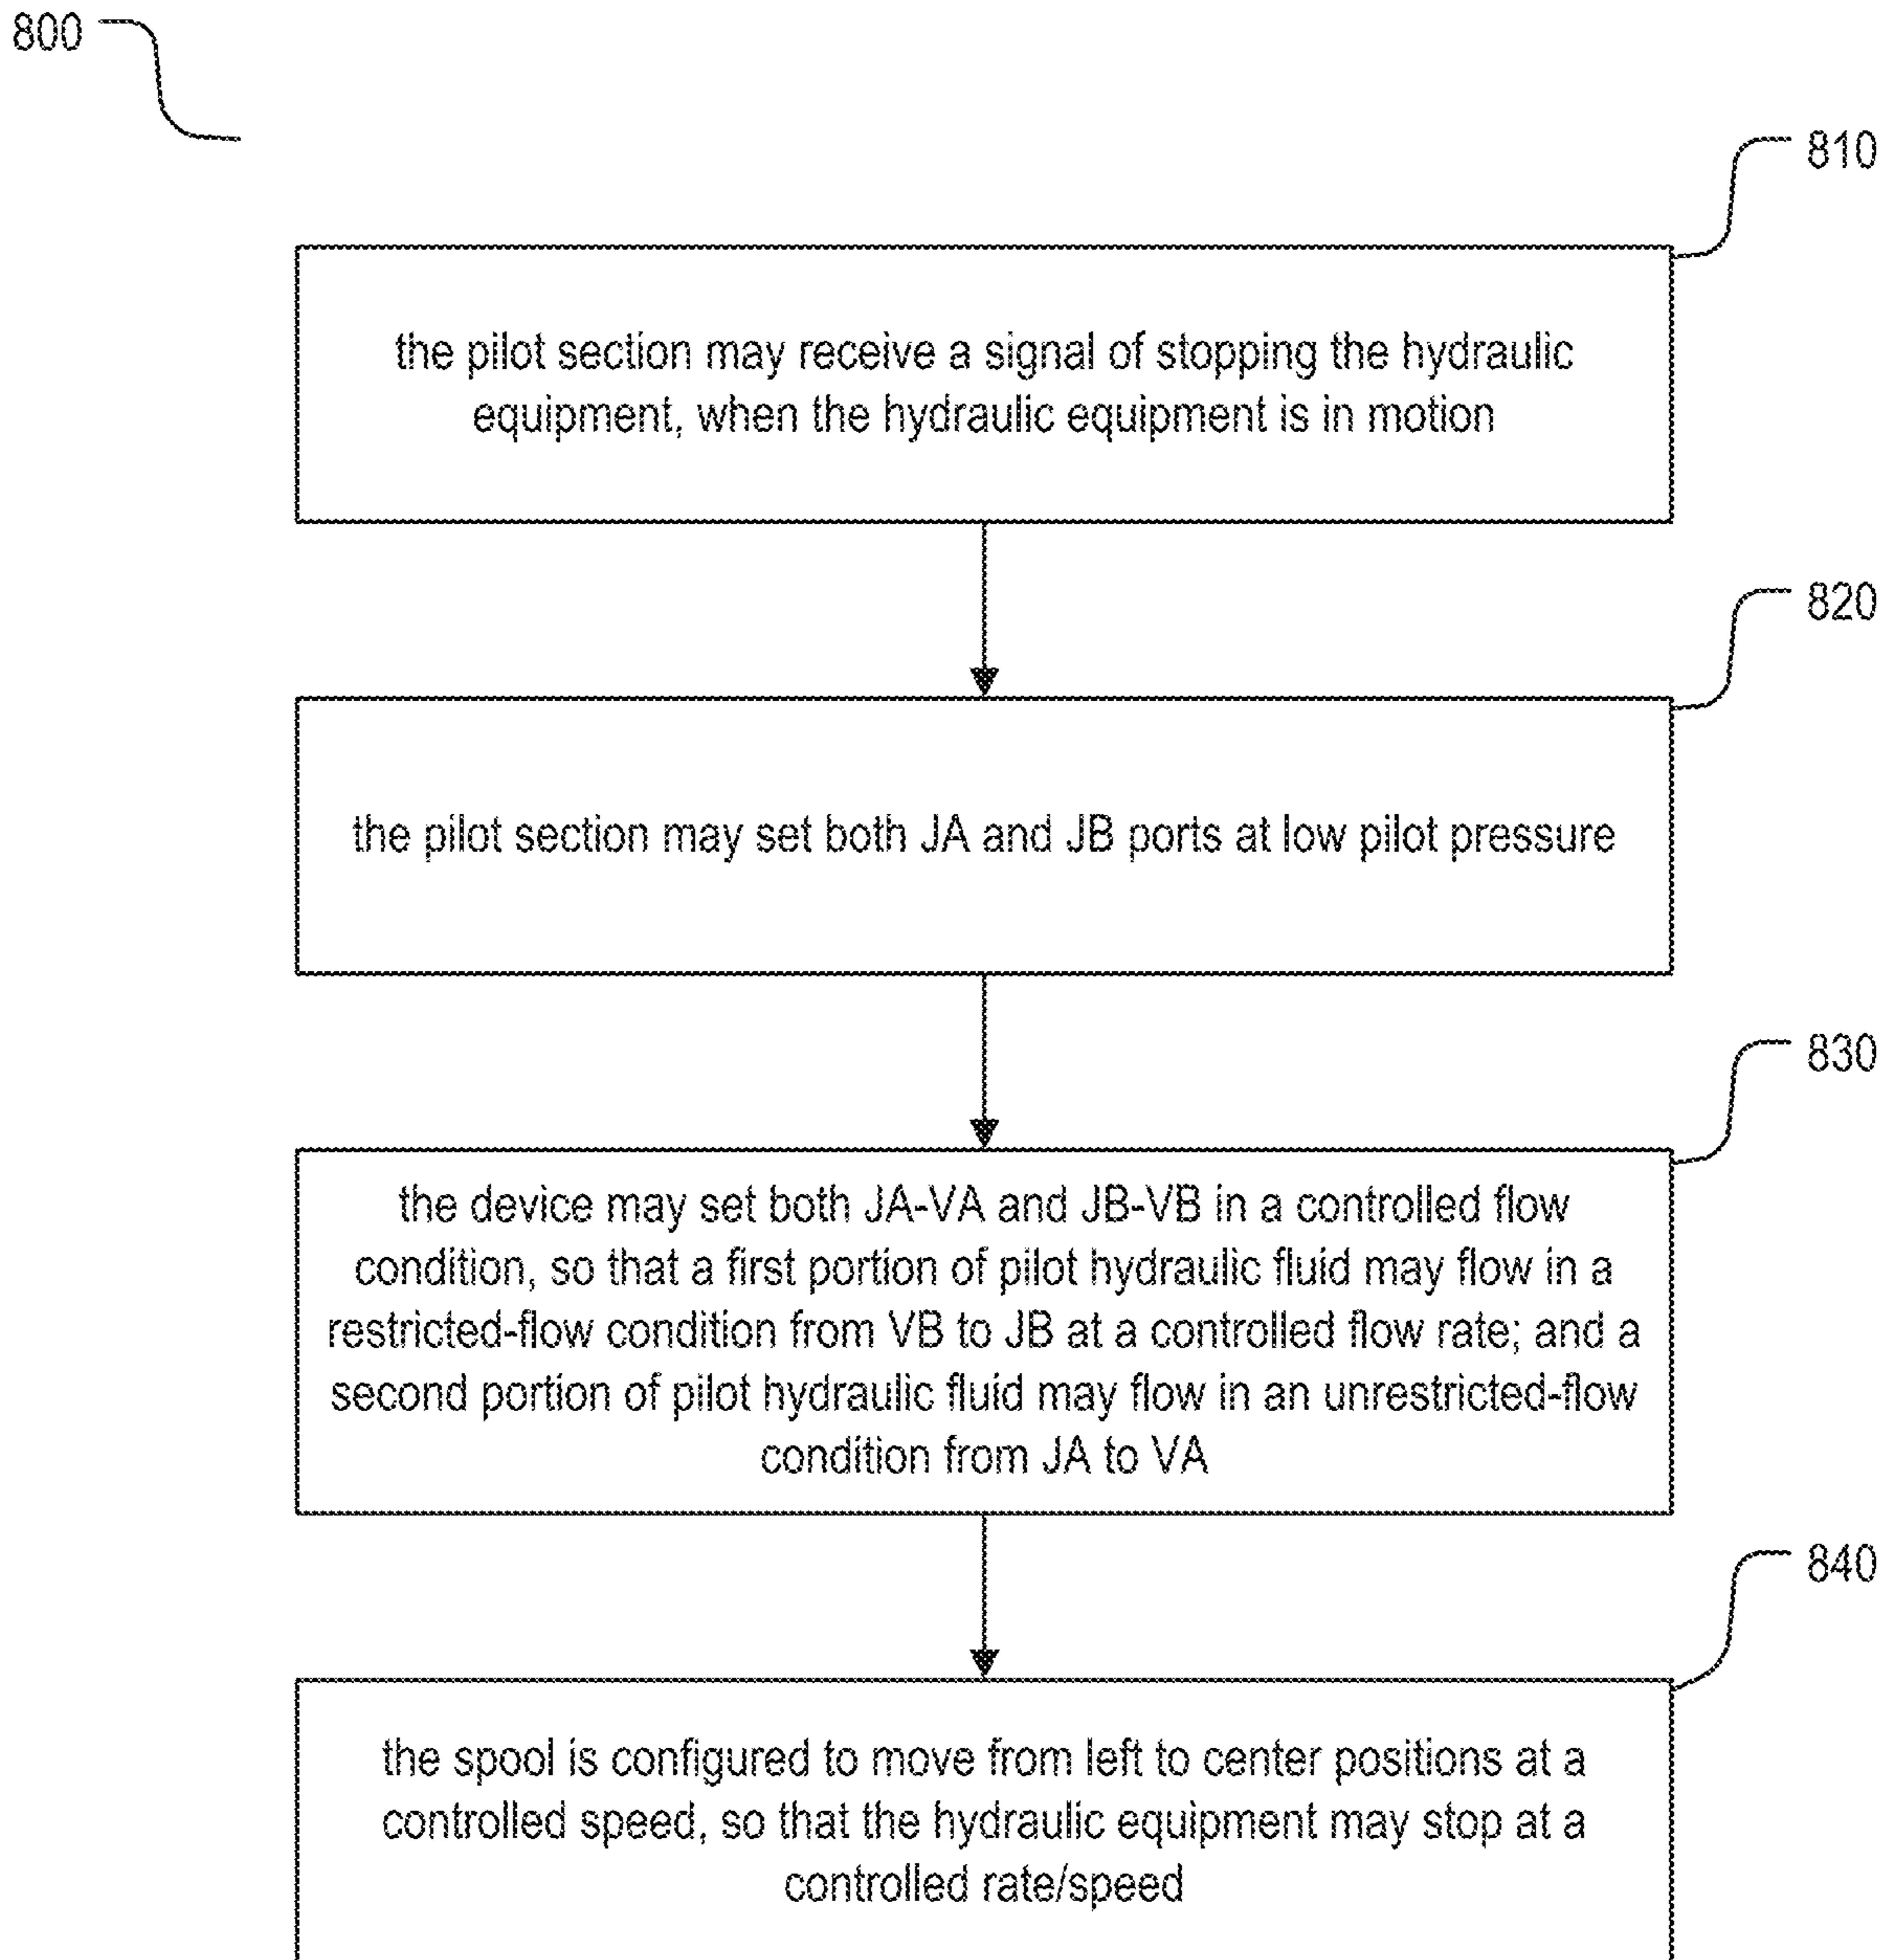 800
810
the pilot section may receive a signal of stopping the hydraulic
equipment, when the hydraulic equipment is in motion
820
the pilot section may set both JA and JB ports at low pilot pressure
830
the device may set both JA-VA and JB-VB in a controlled flow
condition, so that a first portion of pilot hydraulic fluid may flow in a
restricted-flow condition from VB to JB at a controlled flow rate; and a
second portion of pilot hydraulic fluid may flow in an unrestricted-flow
condition from JA to VA
840
the spool is configured to move from left to center positions at a
controlled speed, so that the hydraulic equipment may stop at a
controlled rate/speed